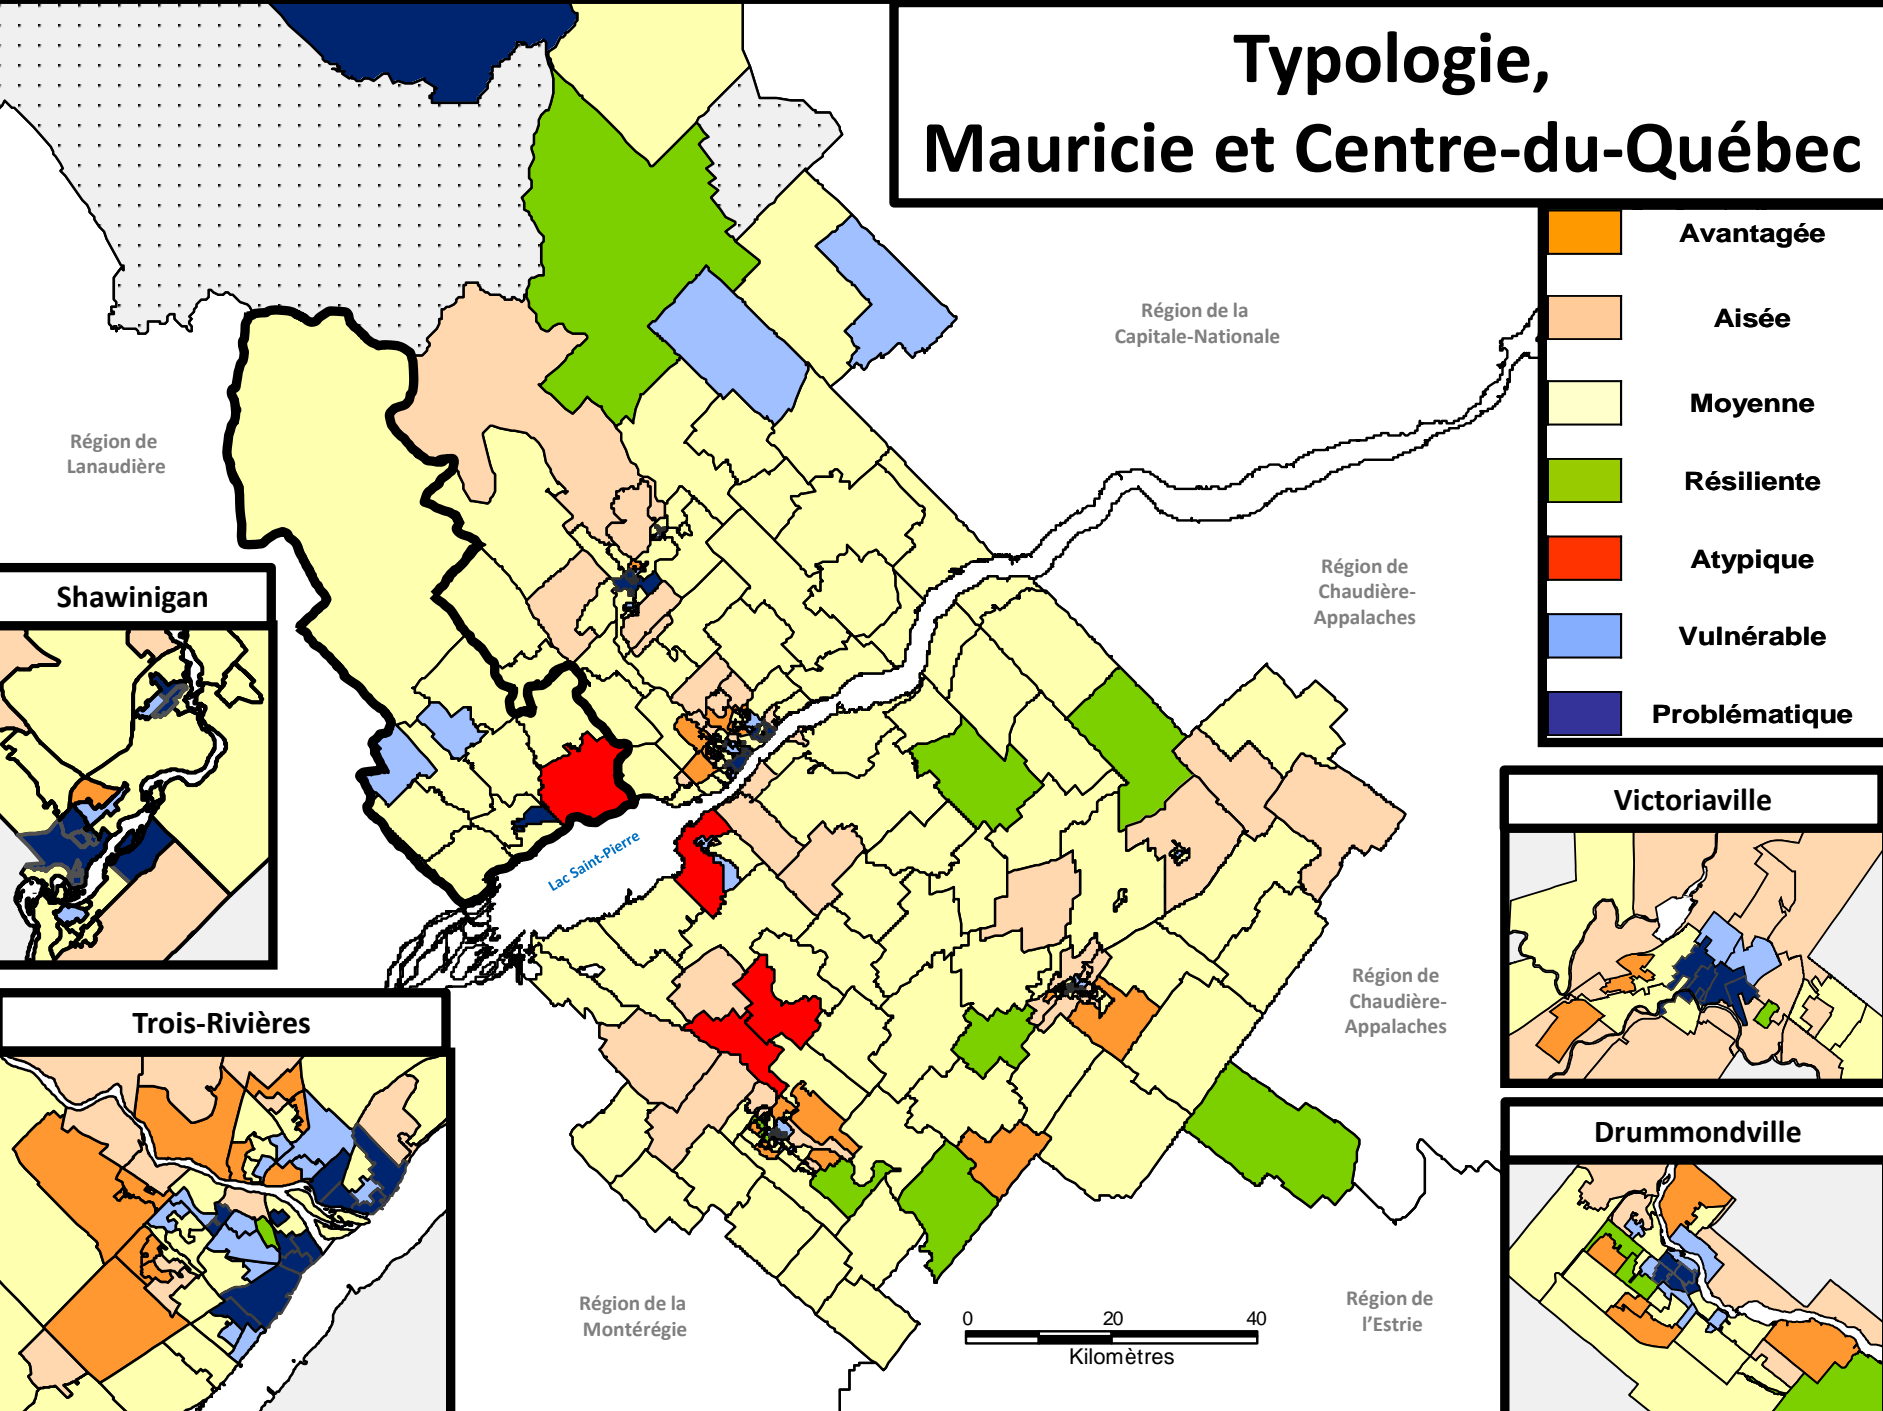 Typologie,
Mauricie et Centre-du-Québec
Avantagée
Aisée
Moyenne
Résiliente
Atypique
Vulnérable
Problématique
Région de la
Capitale-Nationale
Région de
Lanaudière
Région de
Chaudière-
Appalaches
Shawinigan
Lac Saint-Pierre
Victoriaville
Région de
Chaudière-
Appalaches
Trois-Rivières
Drummondville
Région de la
Montérégie
0 20 40
Kilomètres
Région de
l'Estrie